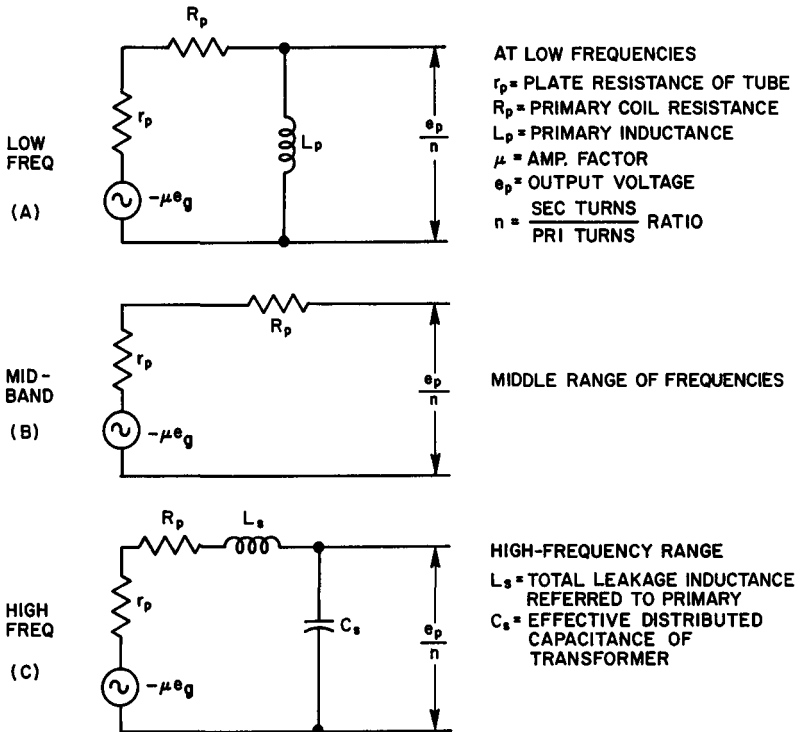 LOW
FREQ
(A)
Rp
rp
-μeg
Lp
ep/n
AT LOW FREQUENCIES
rp = PLATE RESISTANCE OF TUBE
Rp = PRIMARY COIL RESISTANCE
Lp = PRIMARY INDUCTANCE
μ = AMP. FACTOR
ep = OUTPUT VOLTAGE
n = SEC TURNS / PRI TURNS RATIO
MID-
BAND
(B)
Rp
rp
-μeg
ep/n
MIDDLE RANGE OF FREQUENCIES
HIGH
FREQ
(C)
Rp
Ls
rp
-μeg
Cs
ep/n
HIGH-FREQUENCY RANGE
Ls = TOTAL LEAKAGE INDUCTANCE
REFERRED TO PRIMARY
Cs = EFFECTIVE DISTRIBUTED
CAPACITANCE OF
TRANSFORMER